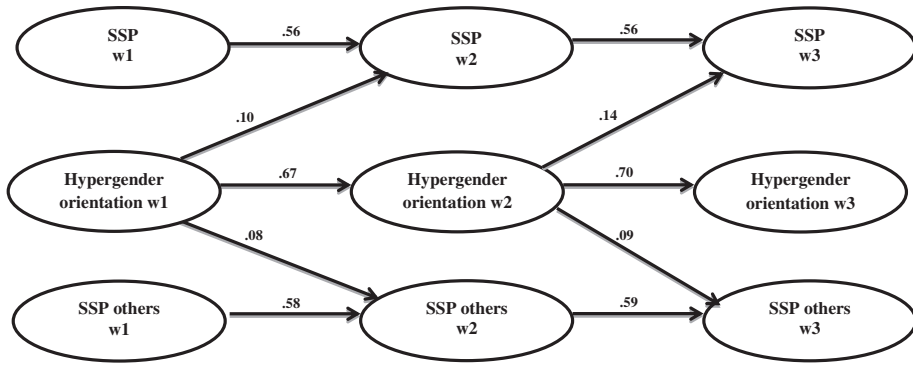 SSP
w1
.56
SSP
w2
.56
SSP
w3
.10
.14
Hypergender
orientation w1
.67
Hypergender
orientation w2
.70
Hypergender
orientation w3
.08
.09
SSP others
w1
.58
SSP others
w2
.59
SSP others
w3